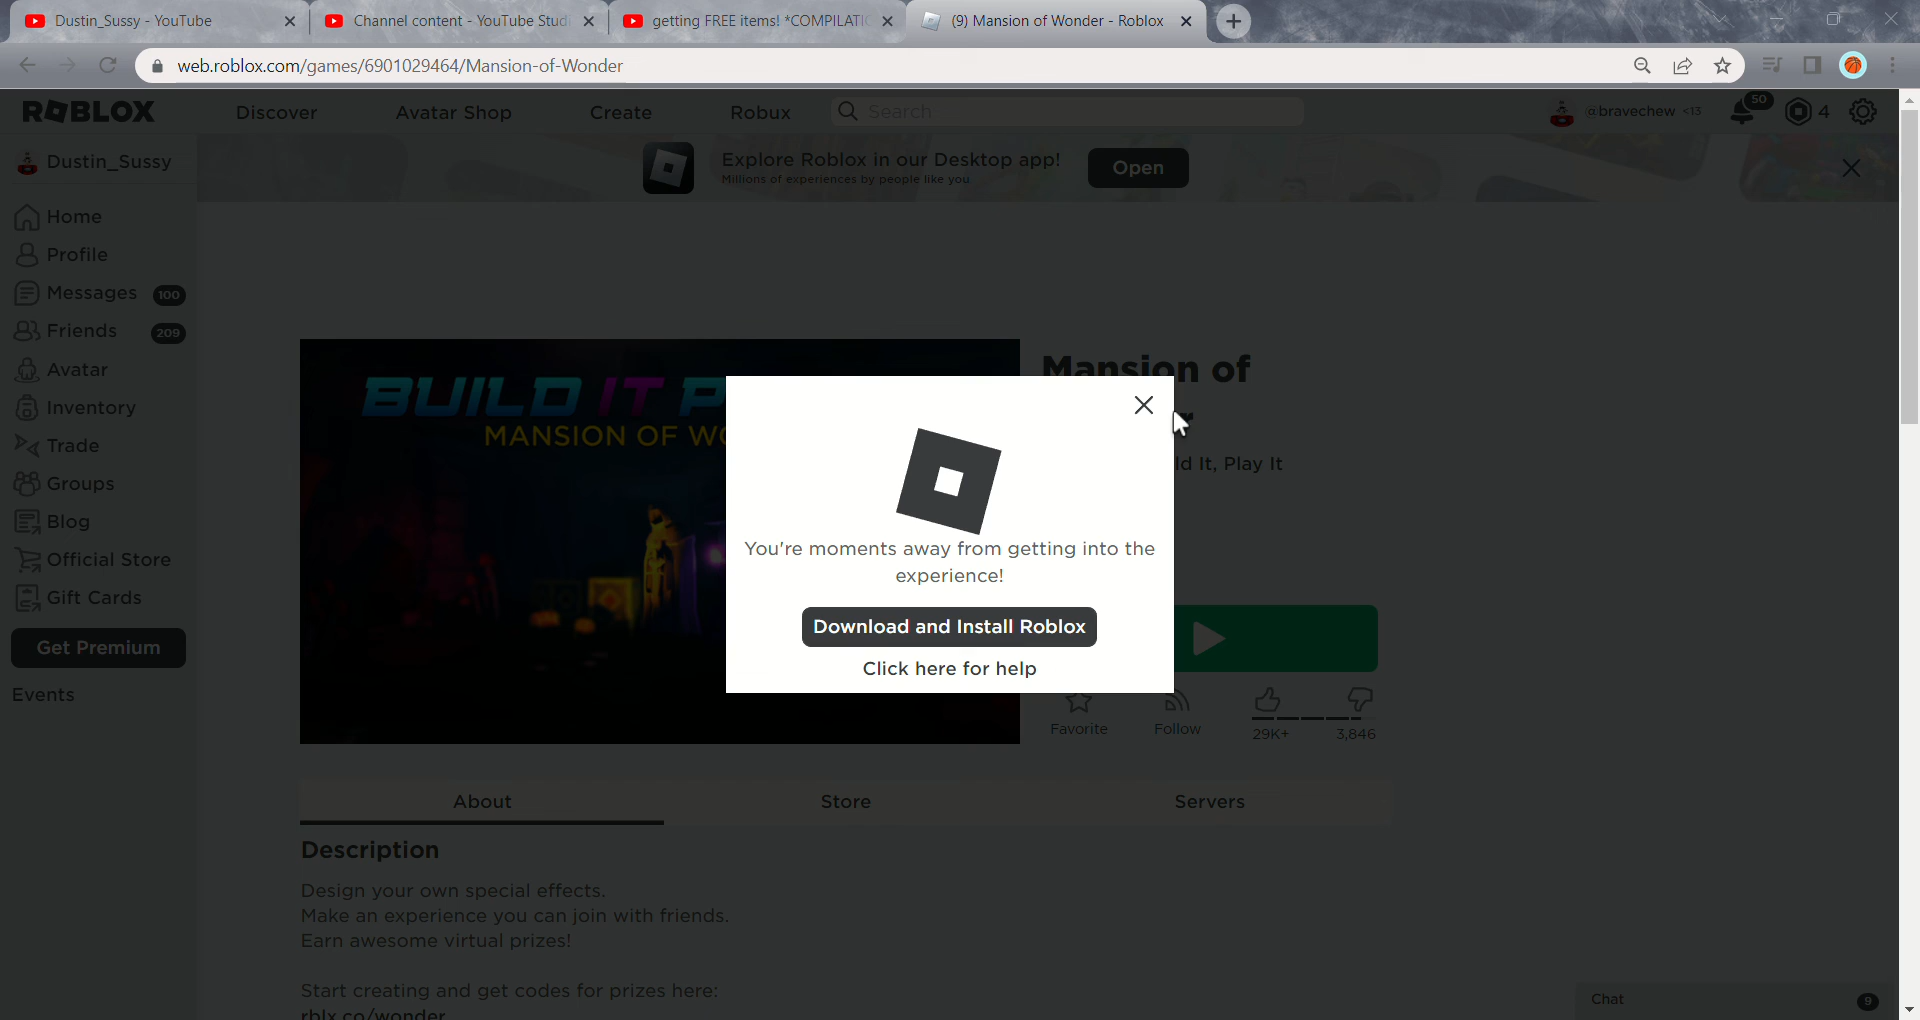 Dustin_Sussy - YouTube
Channel content - YouTube Stud
getting FREE items! *COMPILATIC
(9) Mansion of Wonder - Roblox
web.roblox.com/games/6901029464/Mansion-of-Wonder
ROBLOX
Discover
Avatar Shop
Create
Robux
Search
@bravechew <13
50
4
Dustin_Sussy
Explore Roblox in our Desktop app!
Millions of experiences by people like you
Open
Home
Profile
Messages 100
Friends 209
Avatar
Inventory
Trade
Groups
Blog
Official Store
Gift Cards
Get Premium
Events
BUILD IT P
MANSION OF WO
Mansion of
r
ld It, Play It
You're moments away from getting into the
experience!
Download and Install Roblox
Click here for help
Favorite
Follow
29K+
3,846
About
Store
Servers
Description
Design your own special effects.
Make an experience you can join with friends.
Earn awesome virtual prizes!
Start creating and get codes for prizes here:
rblx.co/wonder
Chat
9